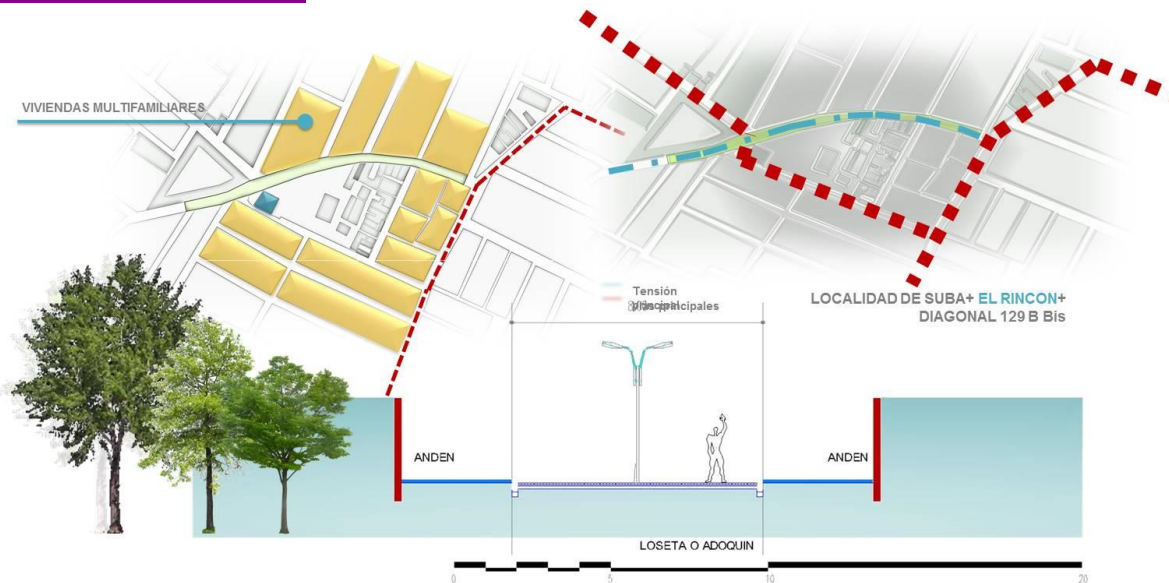 VIVIENDAS MULTIFAMILIARES
Tensión
principales
LOCALIDAD DE SUBA+ EL RINCON+
DIAGONAL 129 B Bis
ANDEN
ANDEN
LOSETA O ADOQUIN
0
5
10
20